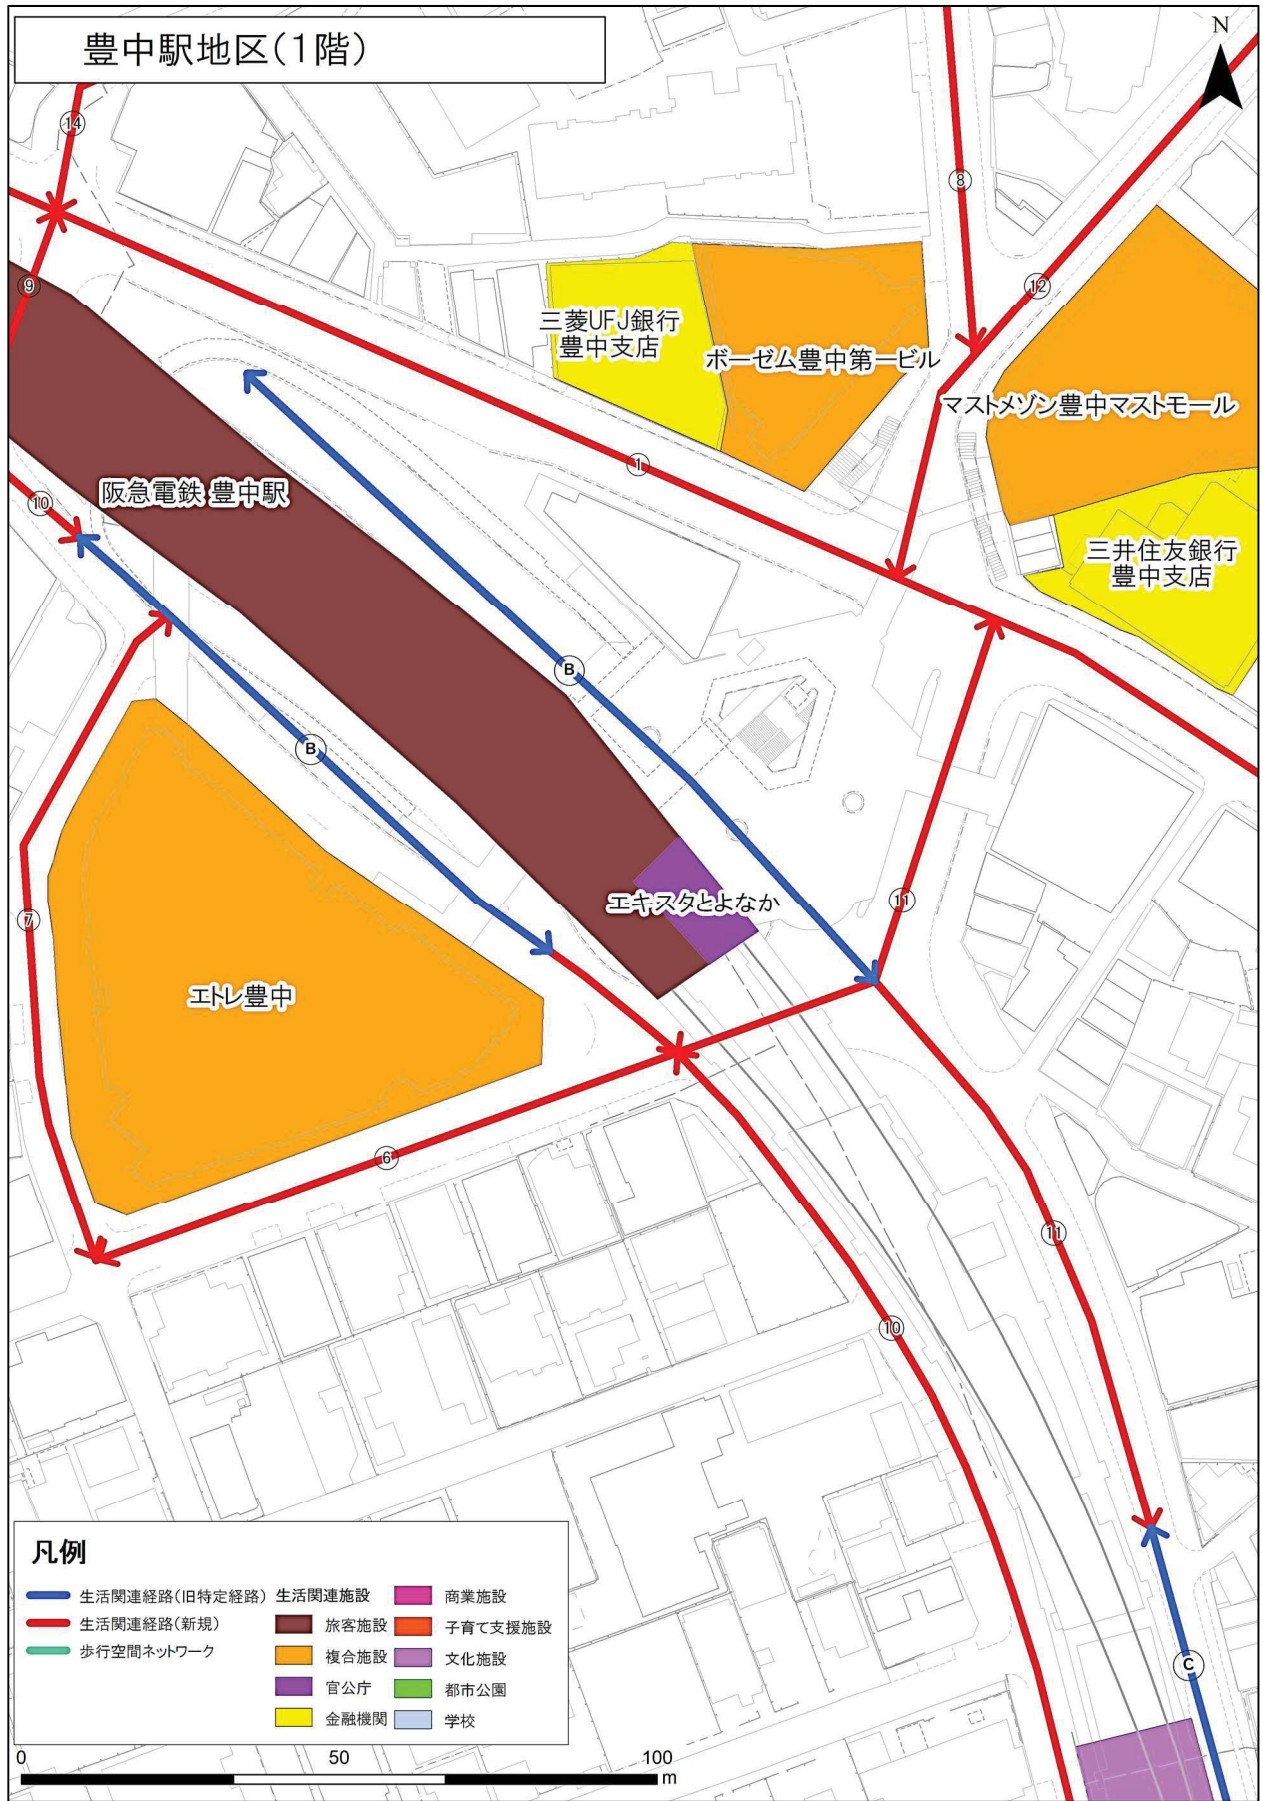 豊中駅地区(1階)
N
14
8
9
12
三菱UFJ銀行
豊中支店
ボーゼム豊中第一ビル
マストメゾン豊中マストモール
1
阪急電鉄 豊中駅
10
三井住友銀行
豊中支店
B
B
エキスタとよなか
11
7
エトレ豊中
6
11
10
凡例
生活関連経路(旧特定経路)
生活関連経路(新規)
歩行空間ネットワーク
生活関連施設
旅客施設
複合施設
官公庁
金融機関
商業施設
子育て支援施設
文化施設
都市公園
学校
C
0 50 100
m